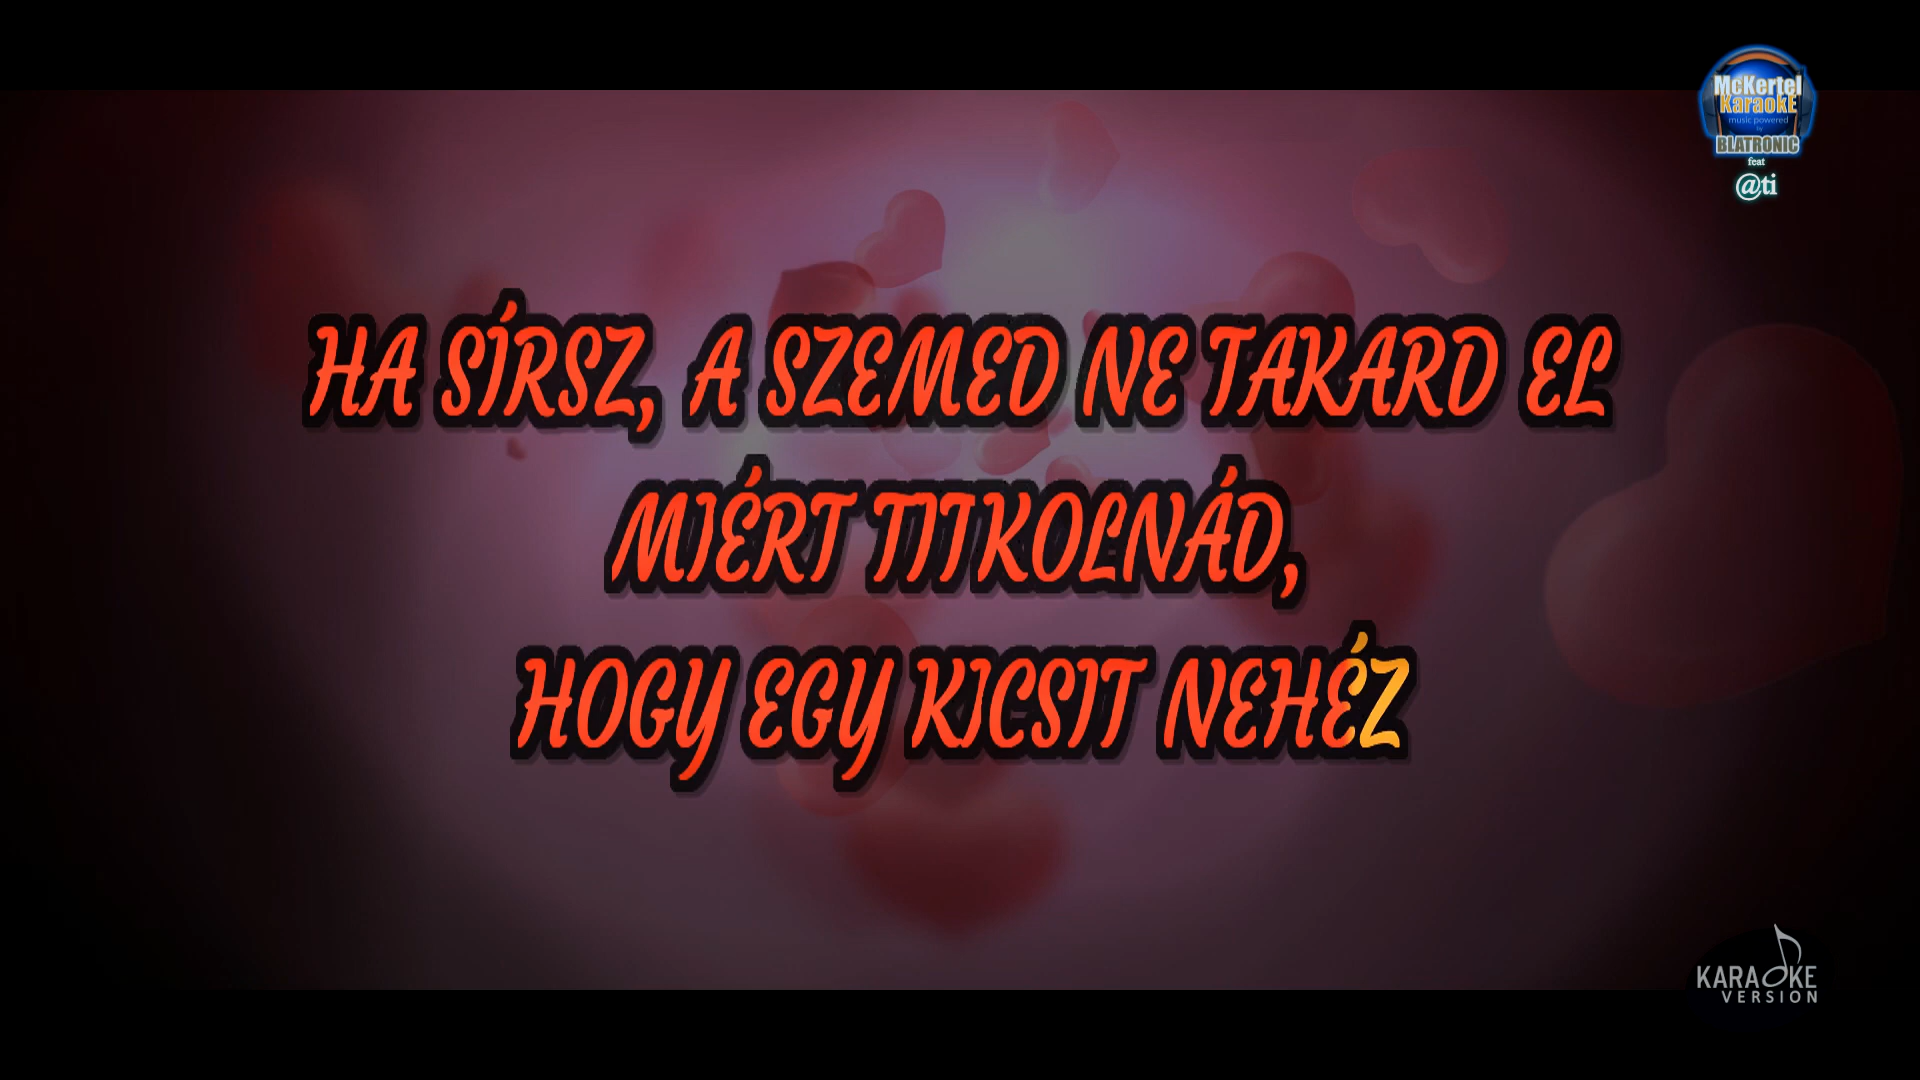 McKertel
KaraokE
music powered
by
BLATRONIC
feat
@ti
HA SÍRSZ, A SZEMED NE TAKARD EL
MIÉRT TITKOLNÁD,
HOGY EGY KICSIT NEHÉZ
KARAOKE
VERSION